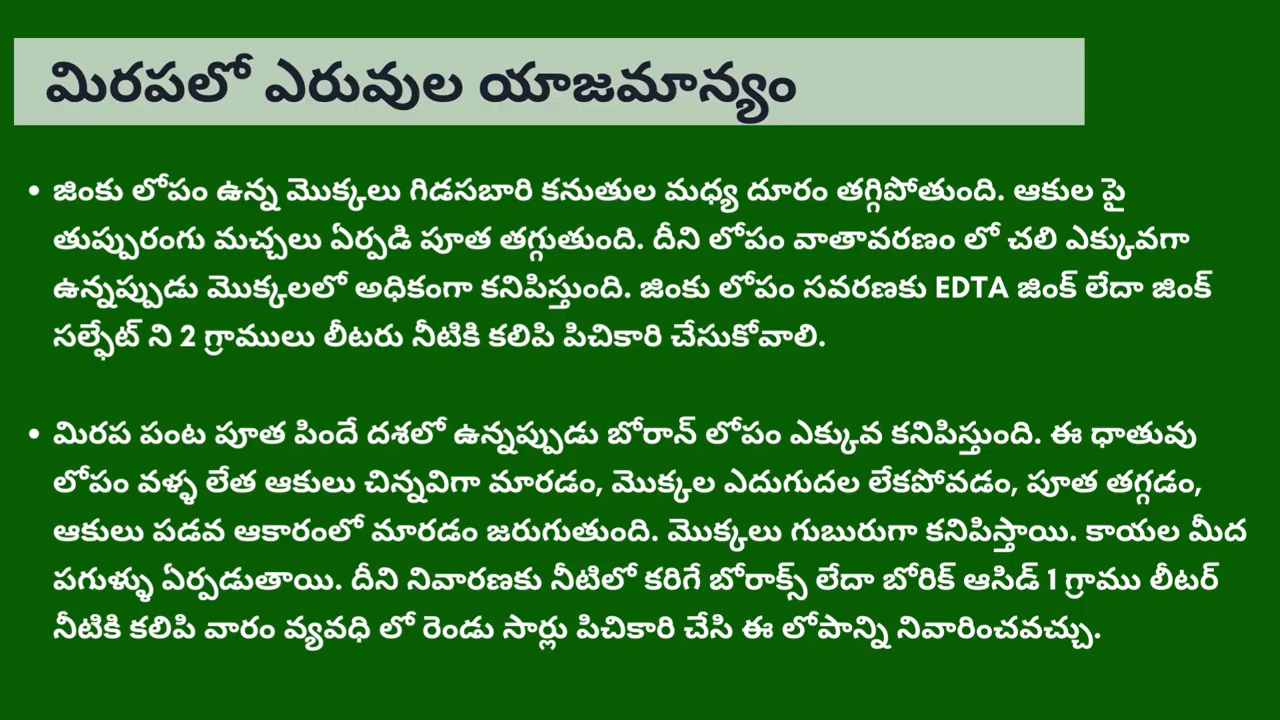 మిరపలో ఎరువుల యాజమాన్యం
• జింకు లోపం ఉన్న మొక్కలు గిడసబారి కనుతుల మధ్య దూరం తగ్గిపోతుంది. ఆకుల పై
తుప్పురంగు మచ్చలు ఏర్పడి పూత తగ్గుతుంది. దీని లోపం వాతావరణం లో చలి ఎక్కువగా
ఉన్నప్పుడు మొక్కలలో అధికంగా కనిపిస్తుంది. జింకు లోపం సవరణకు EDTA జింక్ లేదా జింక్
సల్ఫేట్ ని 2 గ్రాములు లీటరు నీటికి కలిపి పిచికారి చేసుకోవాలి.
• మిరప పంట పూత పిందే దశలో ఉన్నప్పుడు బోరాన్ లోపం ఎక్కువ కనిపిస్తుంది. ఈ ధాతువు
లోపం వళ్ళ లేత ఆకులు చిన్నవిగా మారడం, మొక్కల ఎదుగుదల లేకపోవడం, పూత తగ్గడం,
ఆకులు పడవ ఆకారంలో మారడం జరుగుతుంది. మొక్కలు గుబురుగా కనిపిస్తాయి. కాయల మీద
పగుళ్ళు ఏర్పడుతాయి. దీని నివారణకు నీటిలో కరిగే బోరాక్స్ లేదా బోరిక్ ఆసిడ్ 1 గ్రాము లీటర్
నీటికి కలిపి వారం వ్యవధి లో రెండు సార్లు పిచికారి చేసి ఈ లోపాన్ని నివారించవచ్చు.